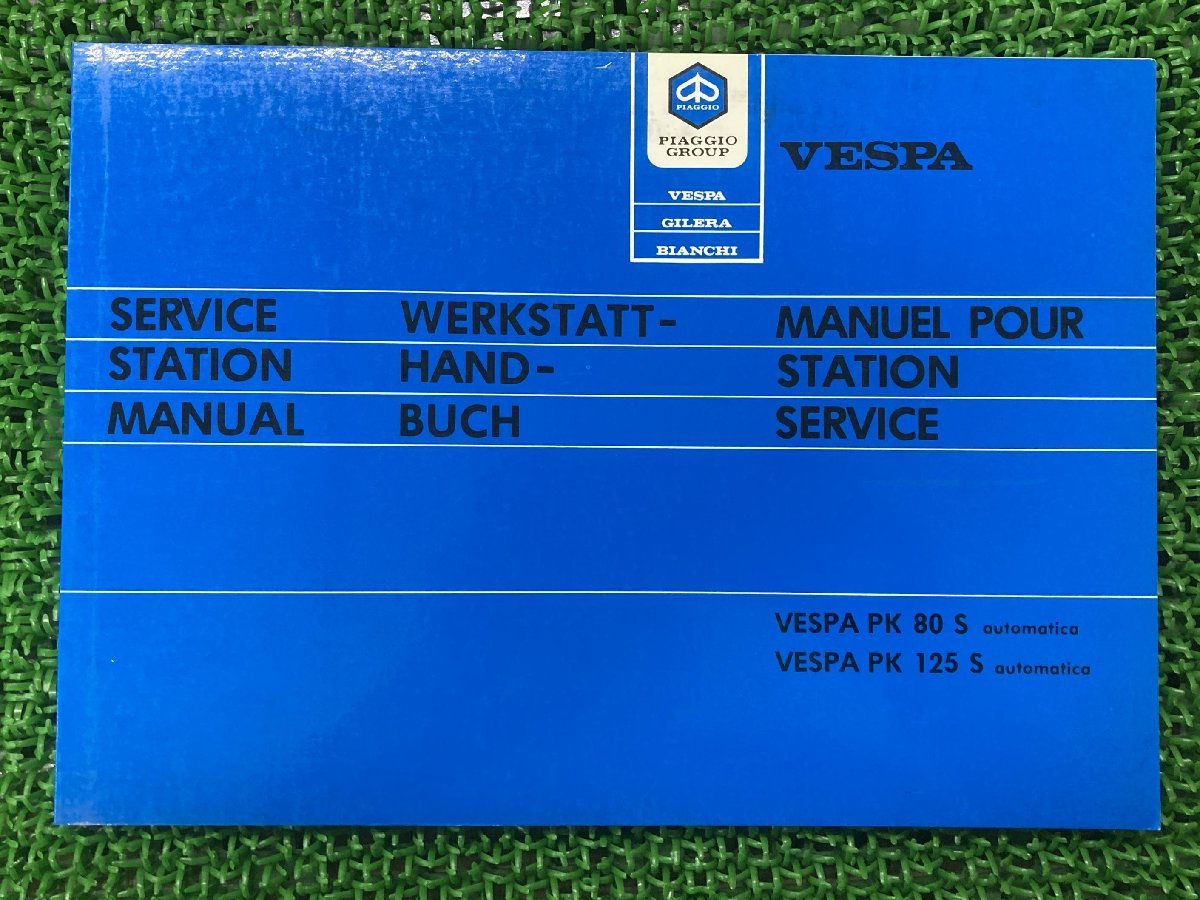 PIAGGIO
PIAGGIO
GROUP
VESPA
GILERA
BIANCHI
VESPA
SERVICE
STATION
MANUAL
WERKSTATT-
HAND-
BUCH
MANUEL POUR
STATION
SERVICE
VESPA PK 80 S automatica
VESPA PK 125 S automatica